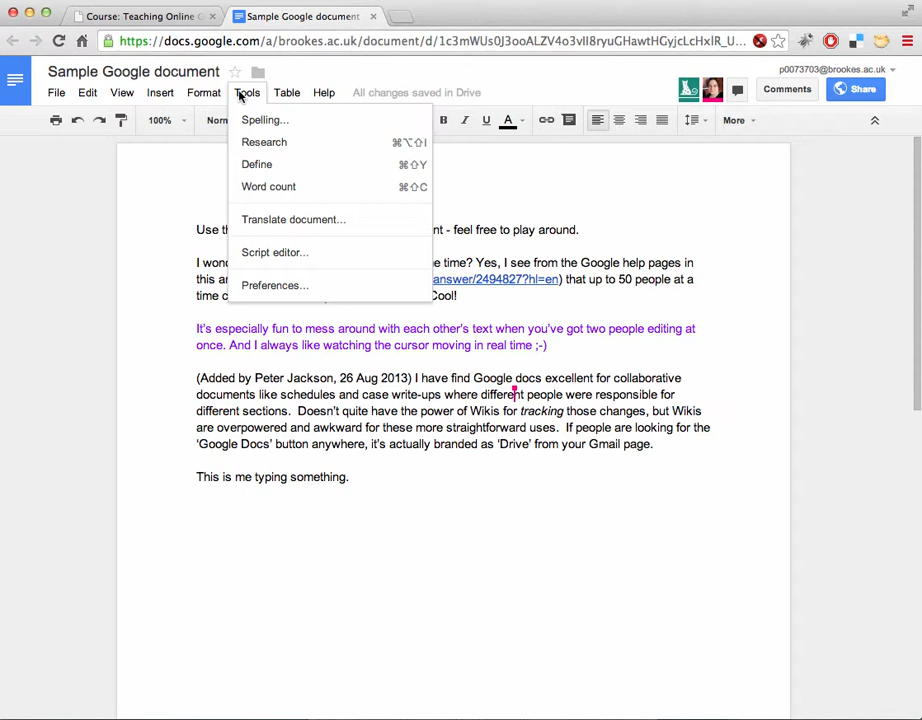 Course: Teaching Online
Sample Google document
https://docs.google.com/a/brookes.ac.uk/document/d/
Sample Google document
p0073703@brookes.ac.uk
File Edit View Insert Format Tools Table Help All changes saved in Drive
Comments
Share
100%
Norn
B I U A
More
Spelling...
Research ⌘⌥⇧I
Define ⌘⇧Y
Word count ⌘⇧C
Translate document...
Script editor...
Preferences...
Use nt - feel free to play around.
I e time? Yes, I see from the Google help pages in
this answer/2494827?hl=en) that up to 50 people at a
time Cool!
It's especially fun to mess around with each other's text when you've got two people editing at
once. And I always like watching the cursor moving in real time ;-)
(Added by Peter Jackson, 26 Aug 2013) I have find Google docs excellent for collaborative
documents like schedules and case write-ups where different people were responsible for
different sections. Doesn't quite have the power of Wikis for tracking those changes, but Wikis
are overpowered and awkward for these more straightforward uses. If people are looking for the
'Google Docs' button anywhere, it's actually branded as 'Drive' from your Gmail page.
This is me typing something.